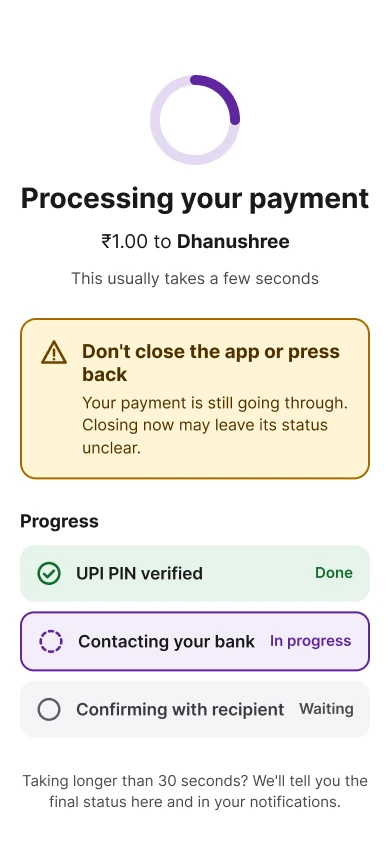 Processing your payment
₹1.00 to Dhanushree
This usually takes a few seconds
Don't close the app or press
back
Your payment is still going through.
Closing now may leave its status
unclear.
Progress
UPI PIN verified Done
Contacting your bank In progress
Confirming with recipient Waiting
Taking longer than 30 seconds? We'll tell you the
final status here and in your notifications.